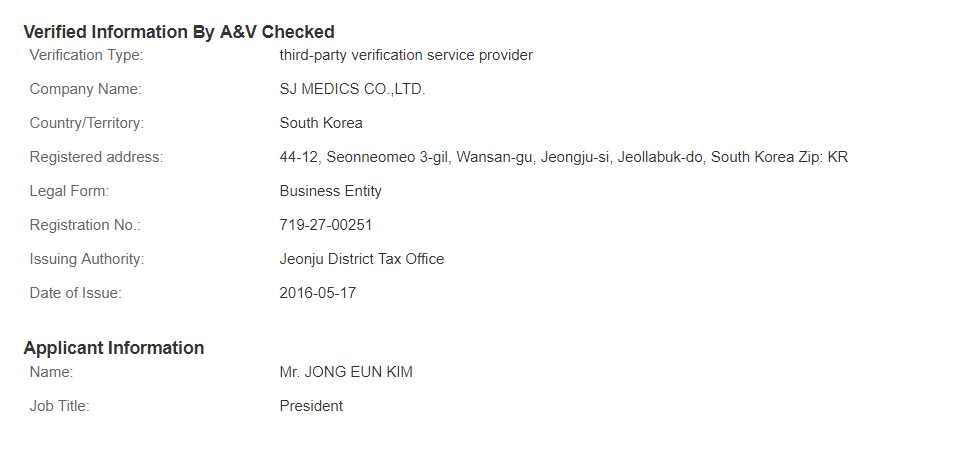 Verified Information By A&V Checked
Verification Type: third-party verification service provider
Company Name: SJ MEDICS CO.,LTD.
Country/Territory: South Korea
Registered address: 44-12, Seonneomeo 3-gil, Wansan-gu, Jeongju-si, Jeollabuk-do, South Korea Zip: KR
Legal Form: Business Entity
Registration No.: 719-27-00251
Issuing Authority: Jeonju District Tax Office
Date of Issue: 2016-05-17
Applicant Information
Name: Mr. JONG EUN KIM
Job Title: President